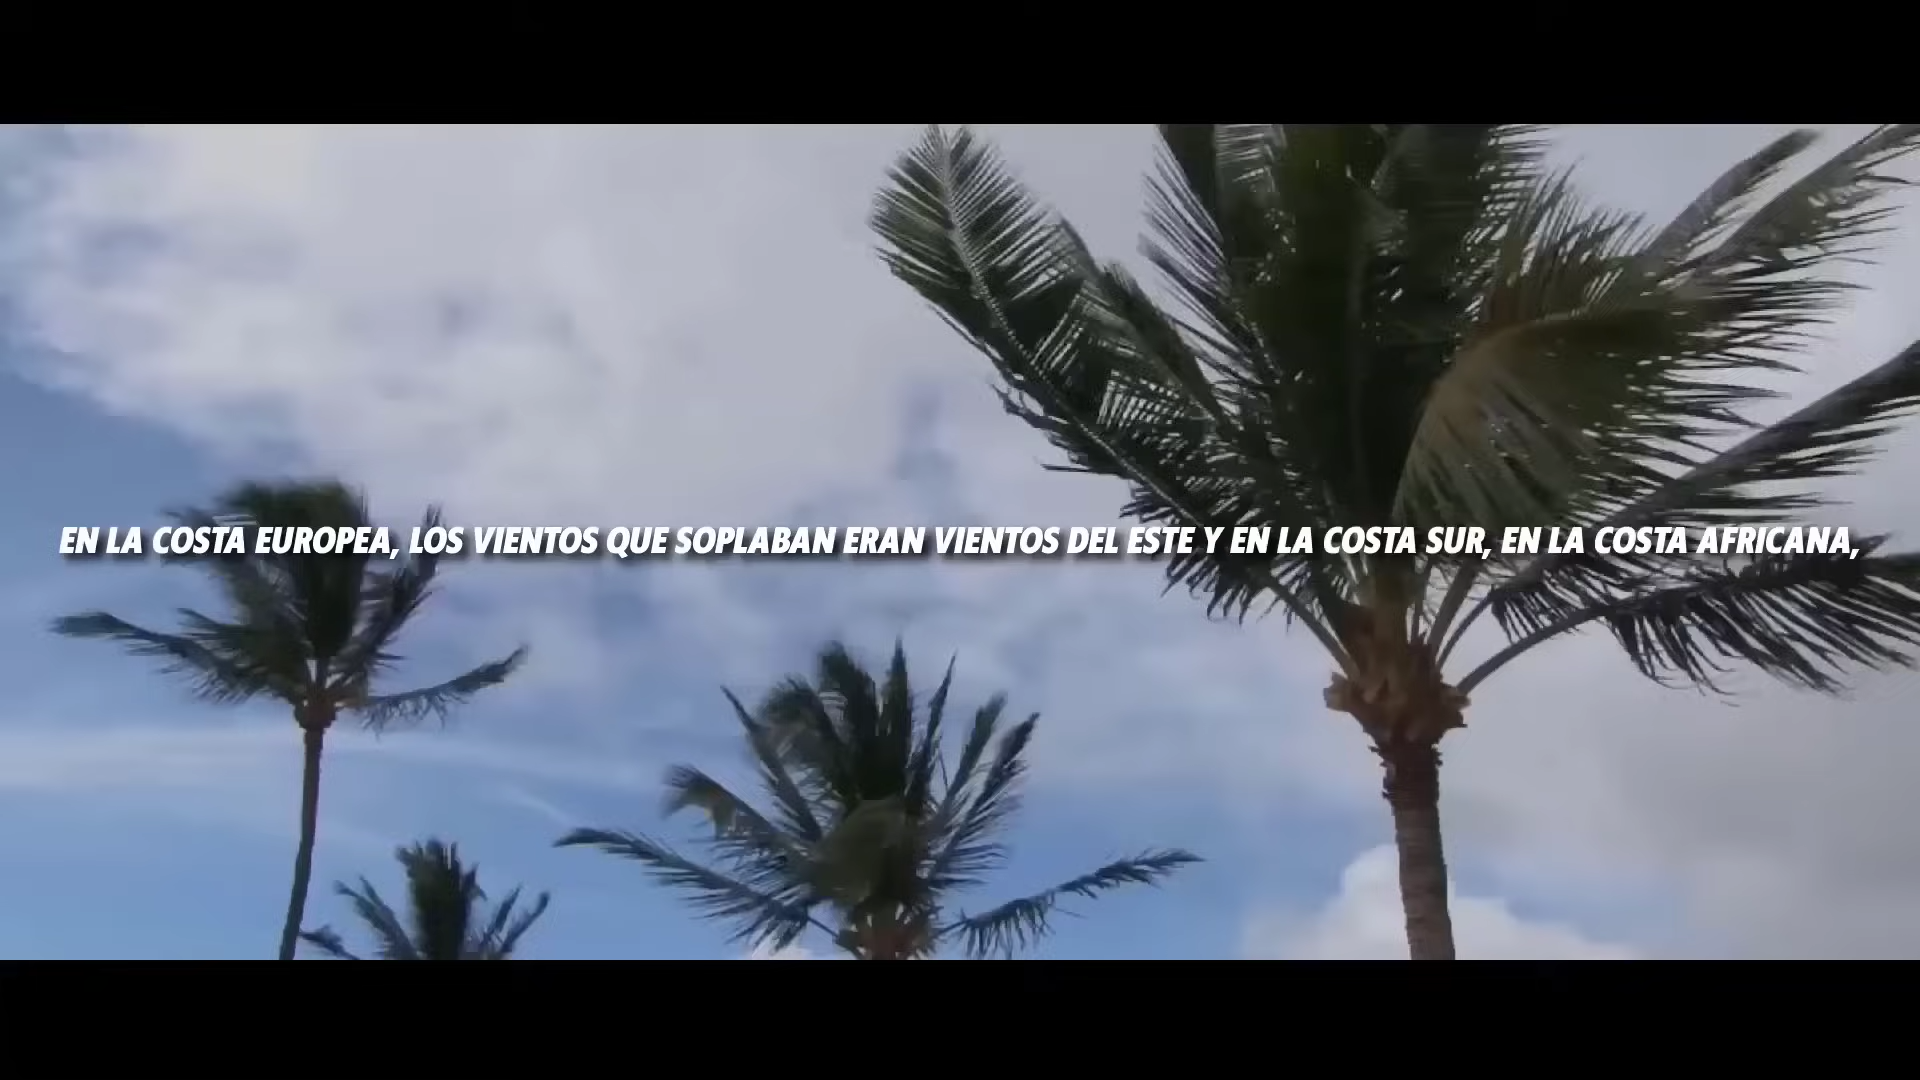 EN LA COSTA EUROPEA, LOS VIENTOS QUE SOPLABAN ERAN VIENTOS DEL ESTE Y EN LA COSTA SUR, EN LA COSTA AFRICANA,